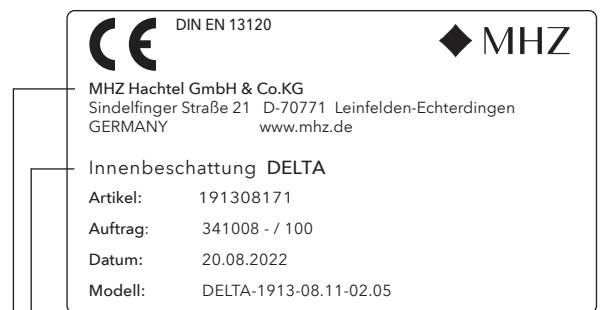 CE DIN EN 13120
MHZ
MHZ Hachtel GmbH & Co.KG
Sindelfinger Straße 21 D-70771 Leinfelden-Echterdingen
GERMANY www.mhz.de
Innenbeschattung DELTA
Artikel: 191308171
Auftrag: 341008 - / 100
Datum: 20.08.2022
Modell: DELTA-1913-08.11-02.05